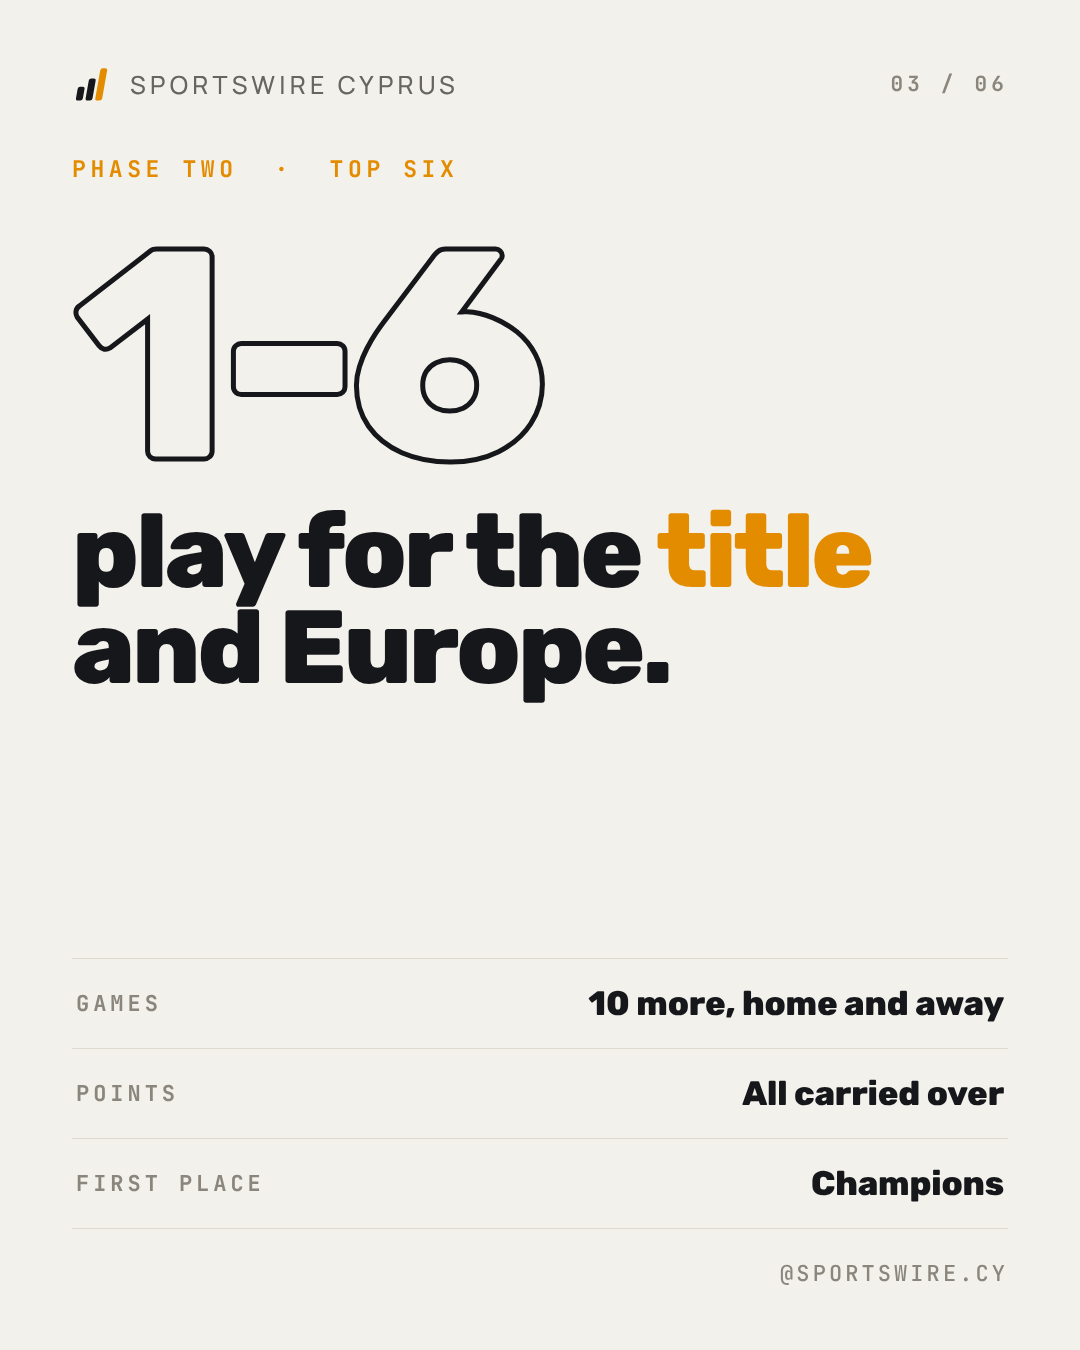 SPORTSWIRE CYPRUS
03 / 06
PHASE TWO · TOP SIX
1–6
play for the title
and Europe.
GAMES
10 more, home and away
POINTS
All carried over
FIRST PLACE
Champions
@SPORTSWIRE.CY